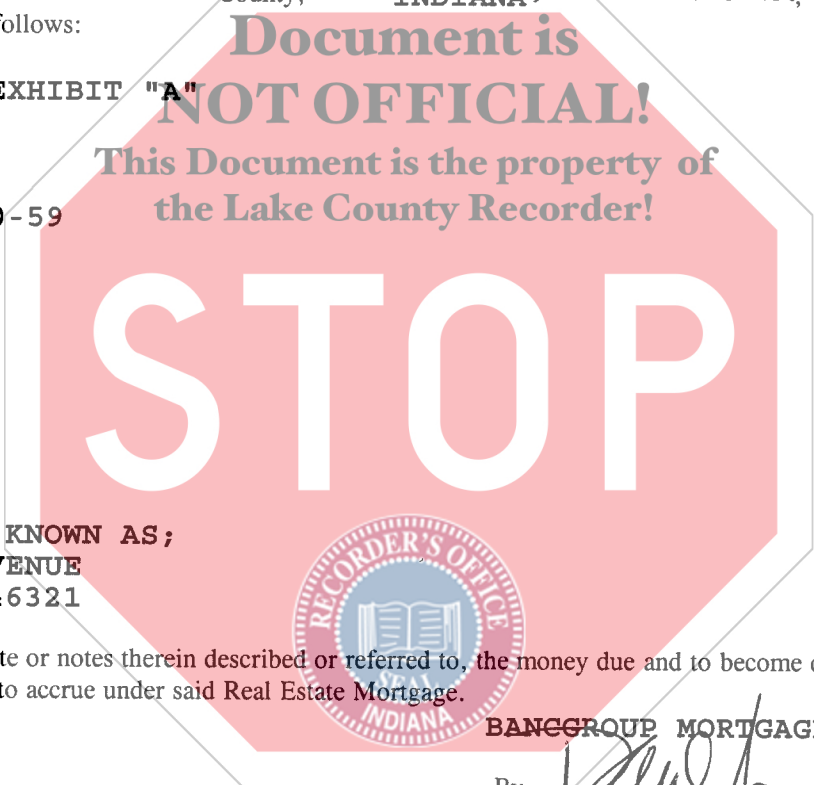 County, INDIANA,
follows:
Document is
EXHIBIT "A"
NOT OFFICIAL!
This Document is the property of
the Lake County Recorder!
-59
STOP
KNOWN AS;
VENUE
46321
RECORDER'S OFFICE
te or notes therein described or referred to, the money due and to become
SEAL
to accrue under said Real Estate Mortgage.
INDIANA
BANCGROUP MORTGAGE
By